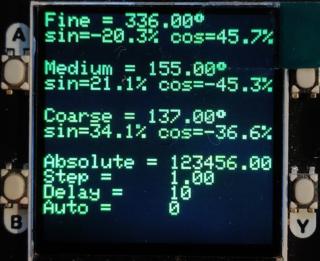 Fine = 336.00°
sin=-20.3% cos=45.7%
Medium = 155.00°
sin=21.1% cos=-45.3%
Coarse = 137.00°
sin=34.1% cos=-36.6%
Absolute = 123456.00
Step = 1.00
Delay = 10
Auto = 0
A
B
Y